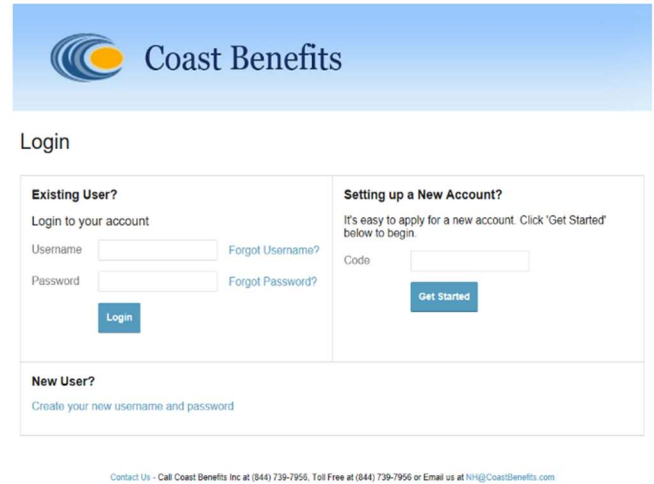 Coast Benefits
Login
Existing User?
Login to your account
Username
Forgot Username?
Password
Forgot Password?
Login
Setting up a New Account?
It's easy to apply for a new account. Click 'Get Started'
below to begin.
Code
Get Started
New User?
Create your new username and password
Contact Us - Call Coast Benefits Inc at (844) 739-7956, Toll Free at (844) 739-7956 or Email us at NH@CoastBenefits.com